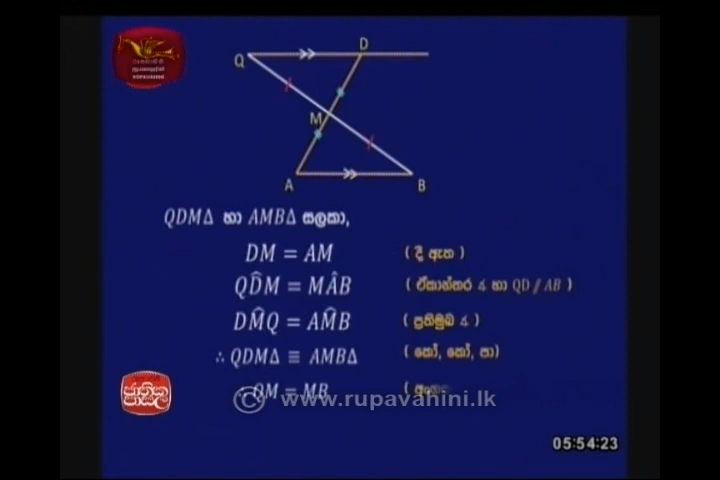 Q
D
M
A
B
QDMΔ හා AMBΔ සලකා,
DM = AM ( දී ඇත )
QD̂M = MÂB ( ඒකාන්තර ∡ හා QD // AB )
DM̂Q = AM̂B ( ප්‍රතිමුඛ ∡ )
∴ QDMΔ ≡ AMBΔ ( කෝ, කෝ, පා)
∴ QM = MB
© www.rupavahini.lk
ජාතික
පාසල
05:54:23